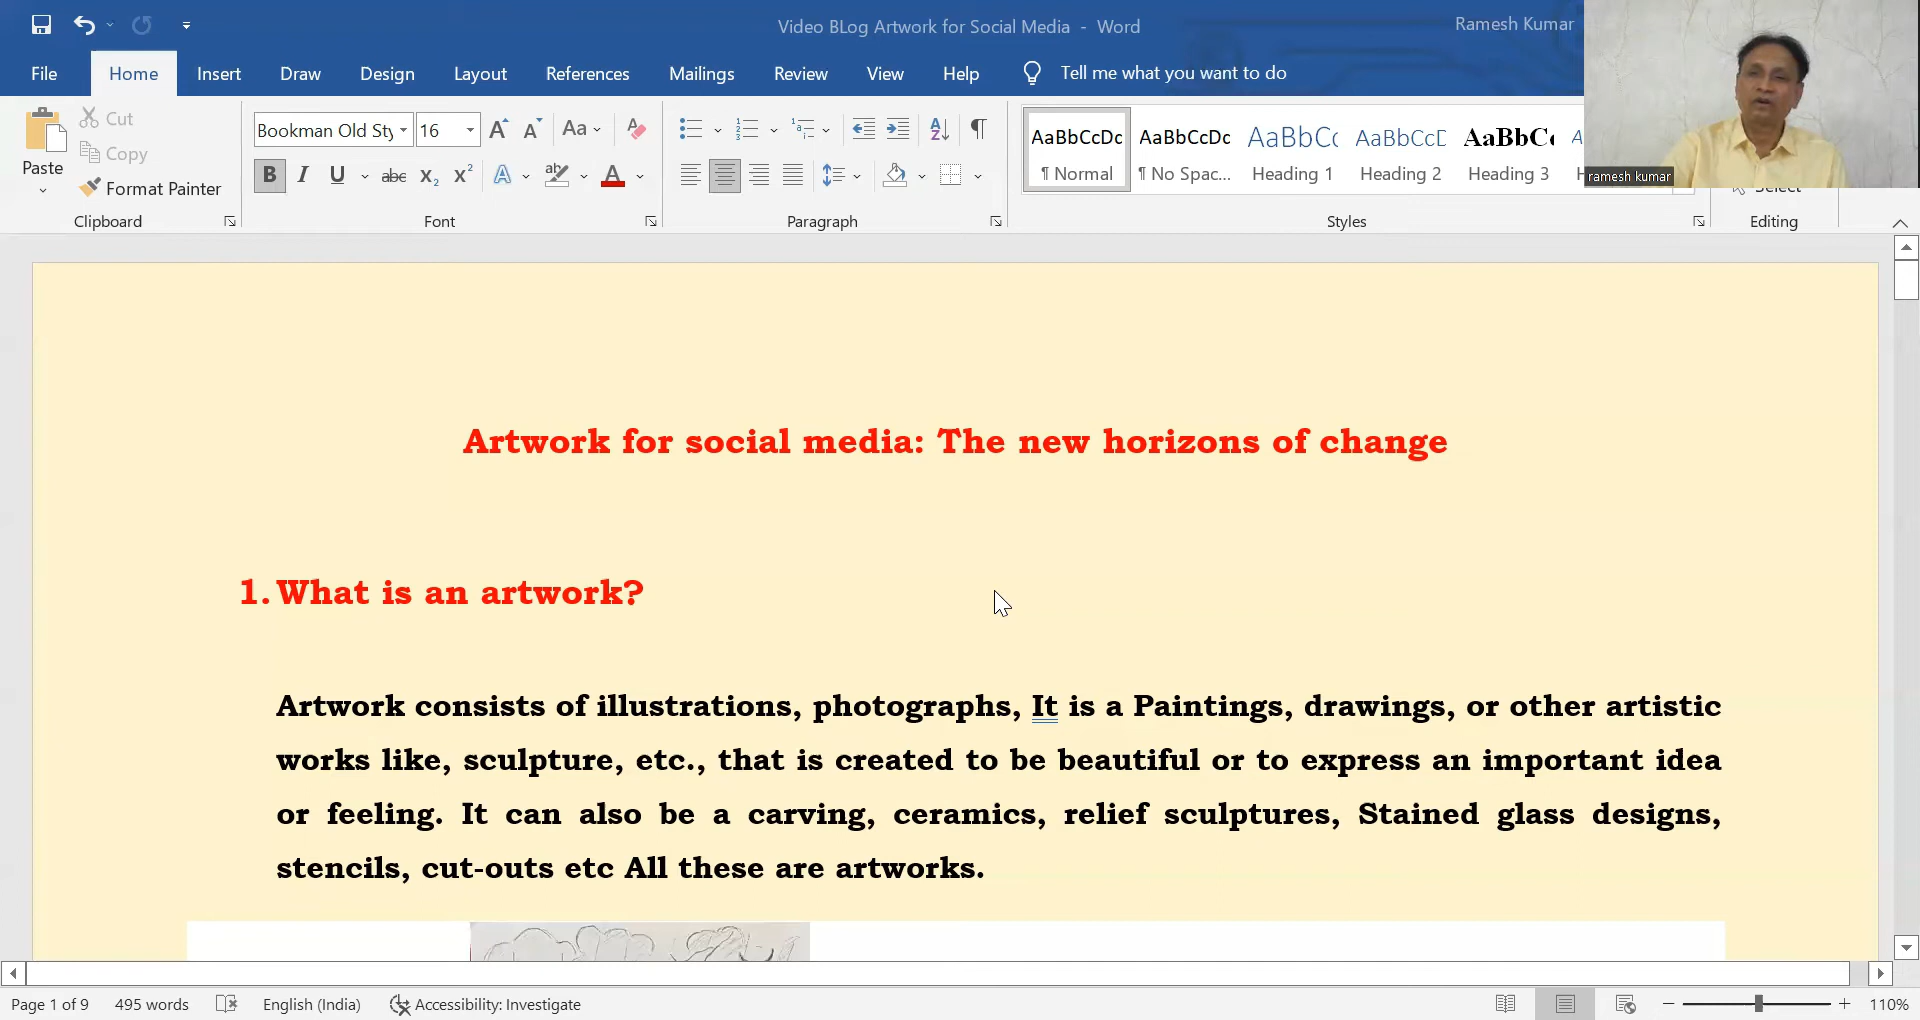 Video BLog Artwork for Social Media - Word
Ramesh Kumar
File Home Insert Draw Design Layout References Mailings Review View Help Tell me what you want to do
Cut
Copy
Paste
Format Painter
Clipboard
Bookman Old Sty 16
Font
Paragraph
AaBbCcDc AaBbCcDc AaBbCc AaBbCcD AaBbCc
¶ Normal ¶ No Spac... Heading 1 Heading 2 Heading 3
Styles
ramesh kumar
Select
Editing
Artwork for social media: The new horizons of change
1. What is an artwork?
Artwork consists of illustrations, photographs, It is a Paintings, drawings, or other artistic
works like, sculpture, etc., that is created to be beautiful or to express an important idea
or feeling. It can also be a carving, ceramics, relief sculptures, Stained glass designs,
stencils, cut-outs etc All these are artworks.
Page 1 of 9 495 words English (India) Accessibility: Investigate 110%